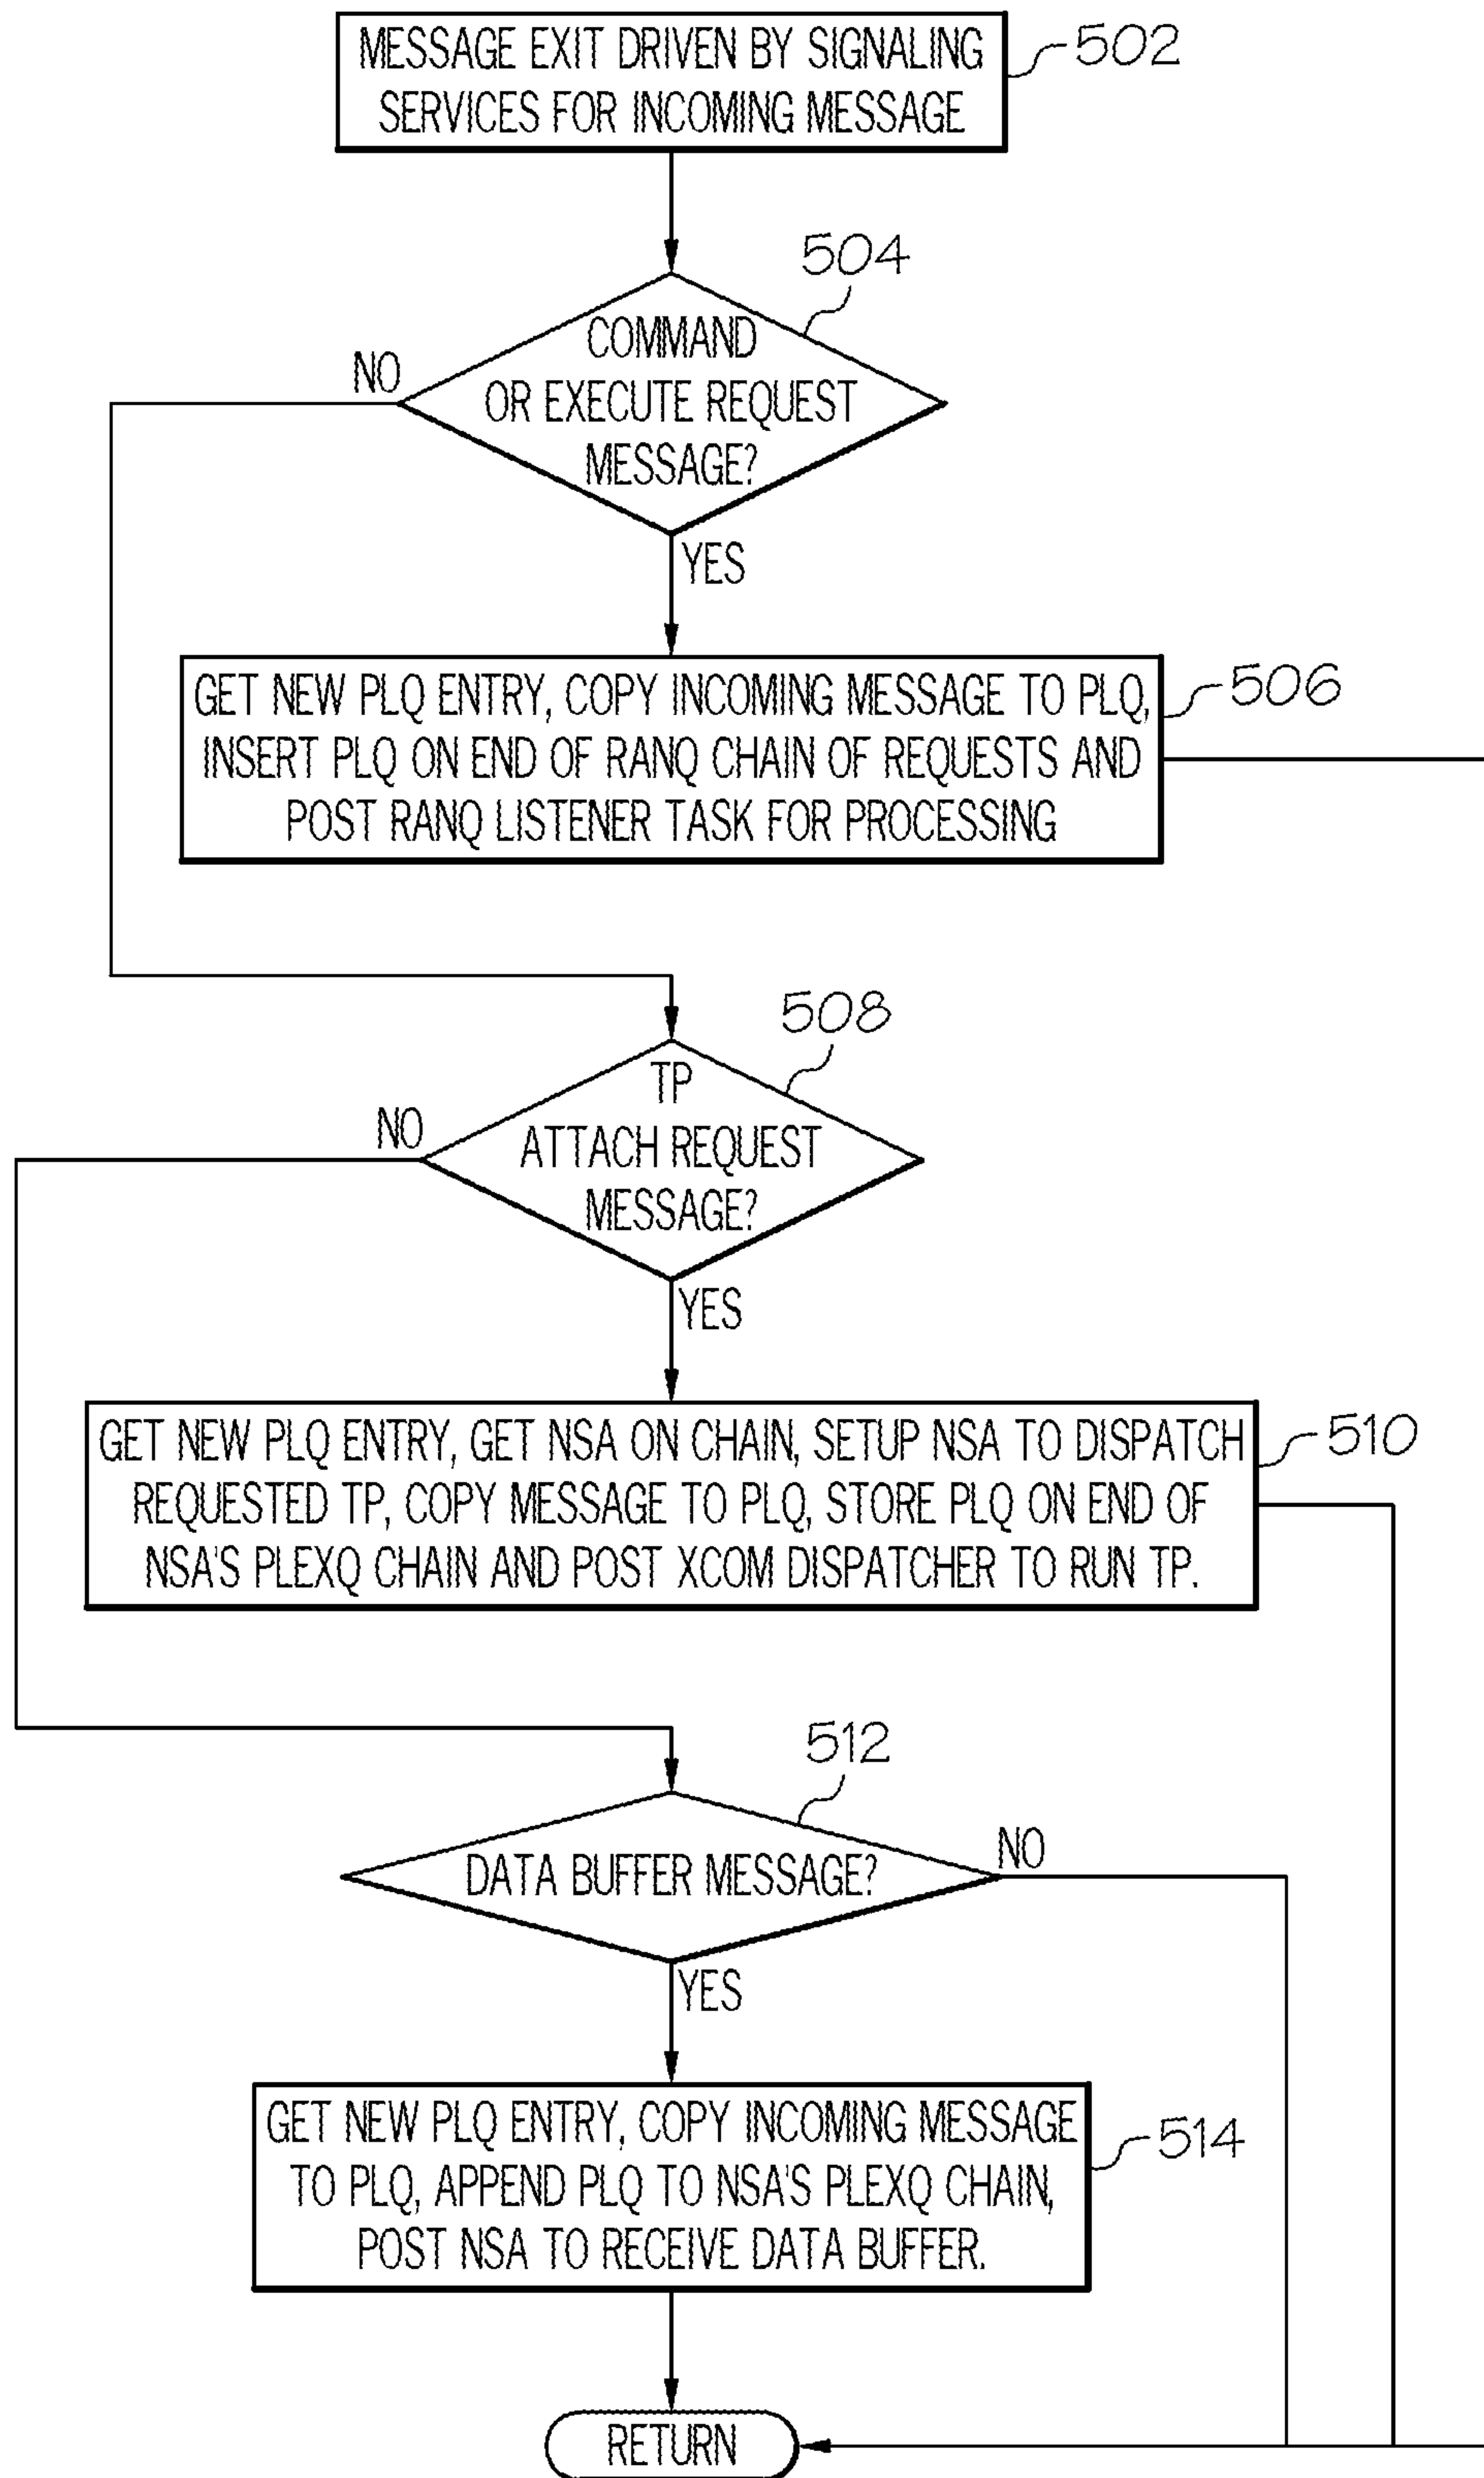 MESSAGE EXIT DRIVEN BY SIGNALING
SERVICES FOR INCOMING MESSAGE
502
504
COMMAND
OR EXECUTE REQUEST
MESSAGE?
NO
YES
GET NEW PLQ ENTRY, COPY INCOMING MESSAGE TO PLQ,
INSERT PLQ ON END OF RANQ CHAIN OF REQUESTS AND
POST RANQ LISTENER TASK FOR PROCESSING
506
508
TP
ATTACH REQUEST
MESSAGE?
NO
YES
GET NEW PLQ ENTRY, GET NSA ON CHAIN, SETUP NSA TO DISPATCH
REQUESTED TP, COPY MESSAGE TO PLQ, STORE PLQ ON END OF
NSA'S PLEXQ CHAIN AND POST XCOM DISPATCHER TO RUN TP.
510
512
DATA BUFFER MESSAGE?
NO
YES
GET NEW PLQ ENTRY, COPY INCOMING MESSAGE
TO PLQ, APPEND PLQ TO NSA'S PLEXQ CHAIN,
POST NSA TO RECEIVE DATA BUFFER.
514
RETURN